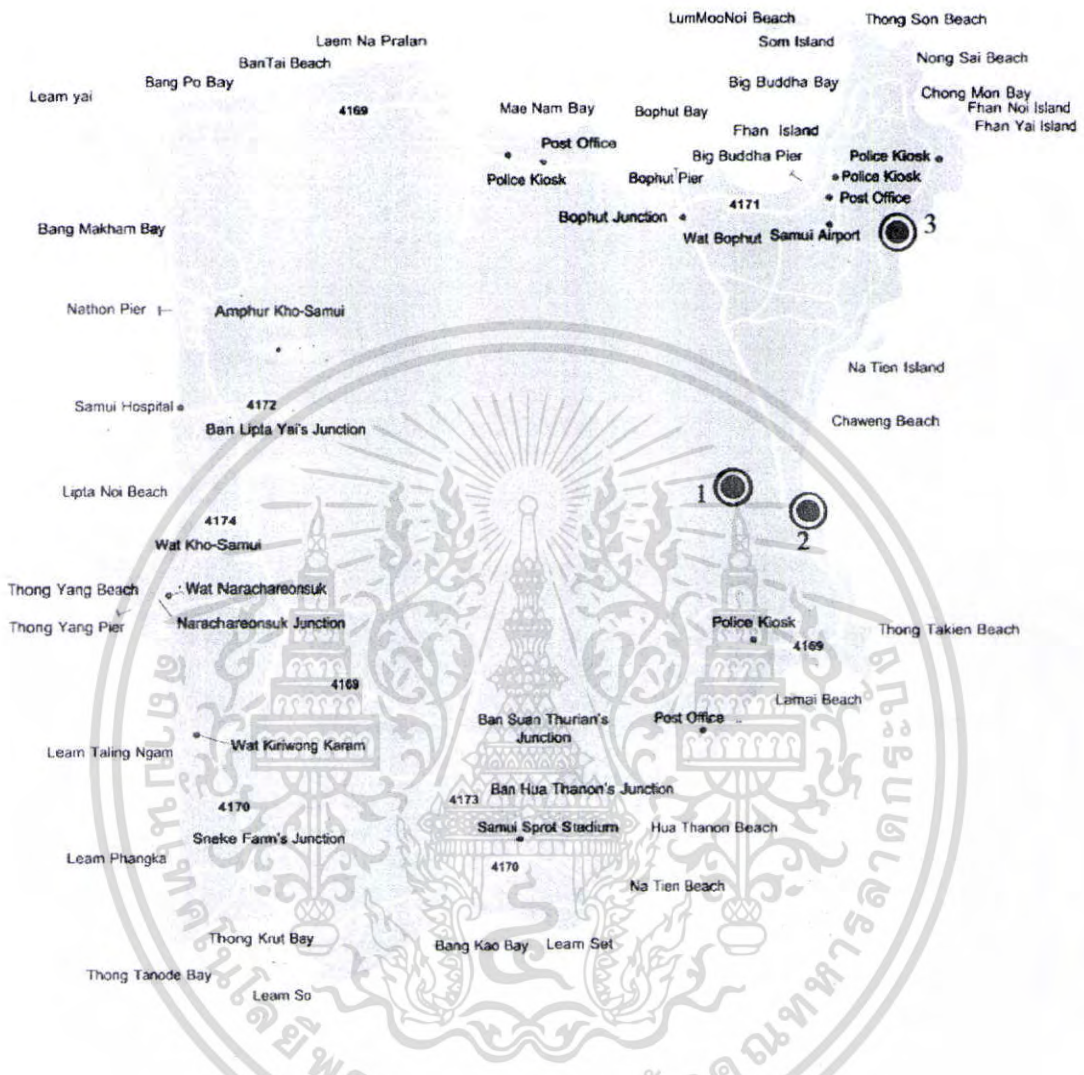 LumMooNoi Beach
Thong Son Beach
Laem Na Pralan
Som Island
BanTai Beach
Nong Sai Beach
Bang Po Bay
Big Buddha Bay
Leam yai
Chong Mon Bay
4169
Mae Nam Bay
Bophut Bay
Fhan Noi Island
Fhan Yai Island
Fhan Island
Post Office
Big Buddha Pier
Police Kiosk
Police Kiosk
Bophut Pier
Police Kiosk
4171
Post Office
Bophut Junction
3
Bang Makham Bay
Wat Bophut
Samui Airport
Nathon Pier
Amphur Kho-Samui
Na Tien Island
Samui Hospital
4172
Ban Lipta Yai's Junction
Chaweng Beach
Lipta Noi Beach
1
4174
2
Wat Kho-Samui
Thong Yang Beach
Wat Narachareonsuk
Thong Yang Pier
Narachareonsuk Junction
Police Kiosk
Thong Takien Beach
4169
4169
Lamai Beach
Ban Suan Thurian's
Junction
Post Office
Leam Taling Ngam
Wat Kiriwong Karam
Ban Hua Thanon's Junction
4173
4170
Samui Sprot Stadium
Hua Thanon Beach
Sneke Farm's Junction
Leam Phangka
4170
Na Tien Beach
Thong Krut Bay
Bang Kao Bay
Leam Set
Thong Tanode Bay
Leam So